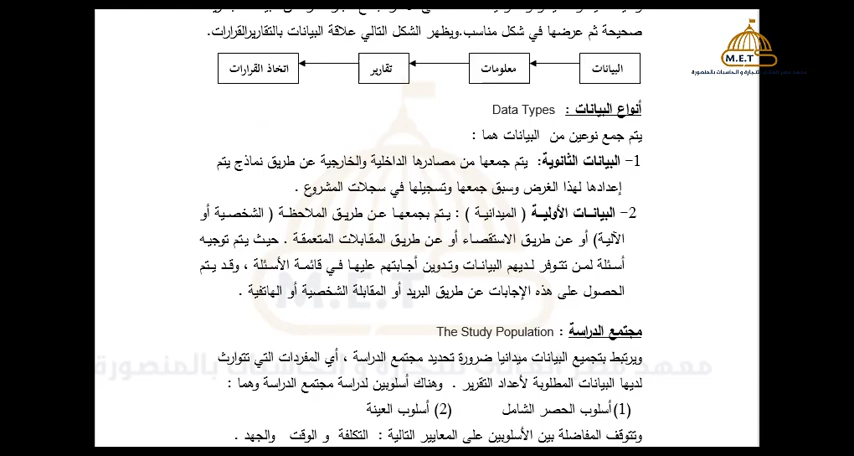 صحيحة ثم عرضها في شكل مناسب.ويظهر الشكل التالي علاقة البيانات بالتقاريرالقرارات.
البيانات
معلومات
تقارير
اتخاذ القرارات
أنواع البيانات : Data Types
يتم جمع نوعين من البيانات هما :
1- البيانات الثانوية: يتم جمعها من مصادرها الداخلية والخارجية عن طريق نماذج يتم
إعدادها لهذا الغرض وسبق جمعها وتسجيلها في سجلات المشروع .
2- البيانات الأولية ( الميدانية ) : يتم بجمعها عن طريق الملاحظة ( الشخصية أو
الآلية) أو عن طريق الاستقصاء أو عن طريق المقابلات المتعمقة . حيث يتم توجيه
أسئلة لمن تتوفر لديهم البيانات وتدوين أجابتهم عليها في قائمة الأسئلة ، وقد يتم
الحصول على هذه الإجابات عن طريق البريد أو المقابلة الشخصية أو الهاتفية .
مجتمع الدراسة : The Study Population
ويرتبط بتجميع البيانات ميدانيا ضرورة تحديد مجتمع الدراسة ، أي المفردات التي تتوارث
لديها البيانات المطلوبة لأعداد التقرير . وهناك أسلوبين لدراسة مجتمع الدراسة وهما :
(1) أسلوب الحصر الشامل (2) أسلوب العينة
وتتوقف المفاضلة بين الأسلوبين على المعايير التالية : التكلفة و الوقت والجهد .
M.E.T
M.E.T